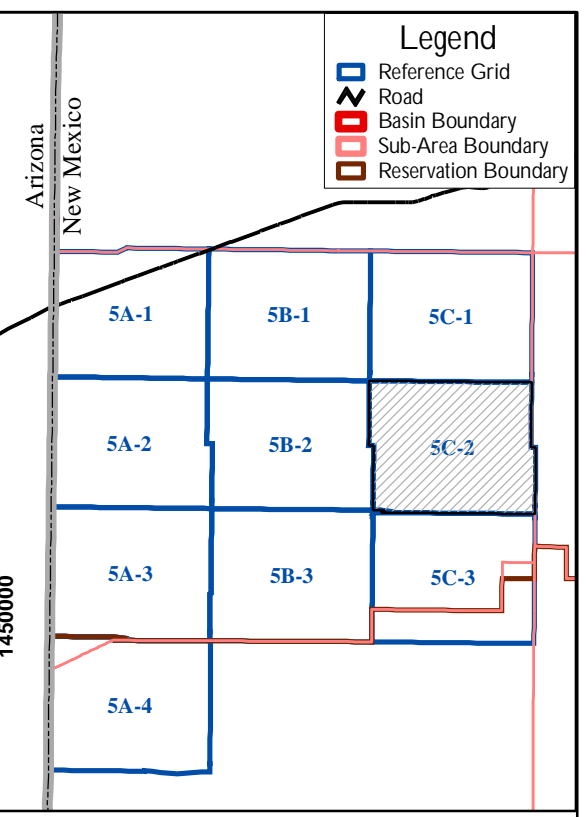 Legend
Reference Grid
Road
Basin Boundary
Sub-Area Boundary
Reservation Boundary
Arizona
New Mexico
5A-1
5B-1
5C-1
5A-2
5B-2
5C-2
5A-3
5B-3
5C-3
1450000
5A-4